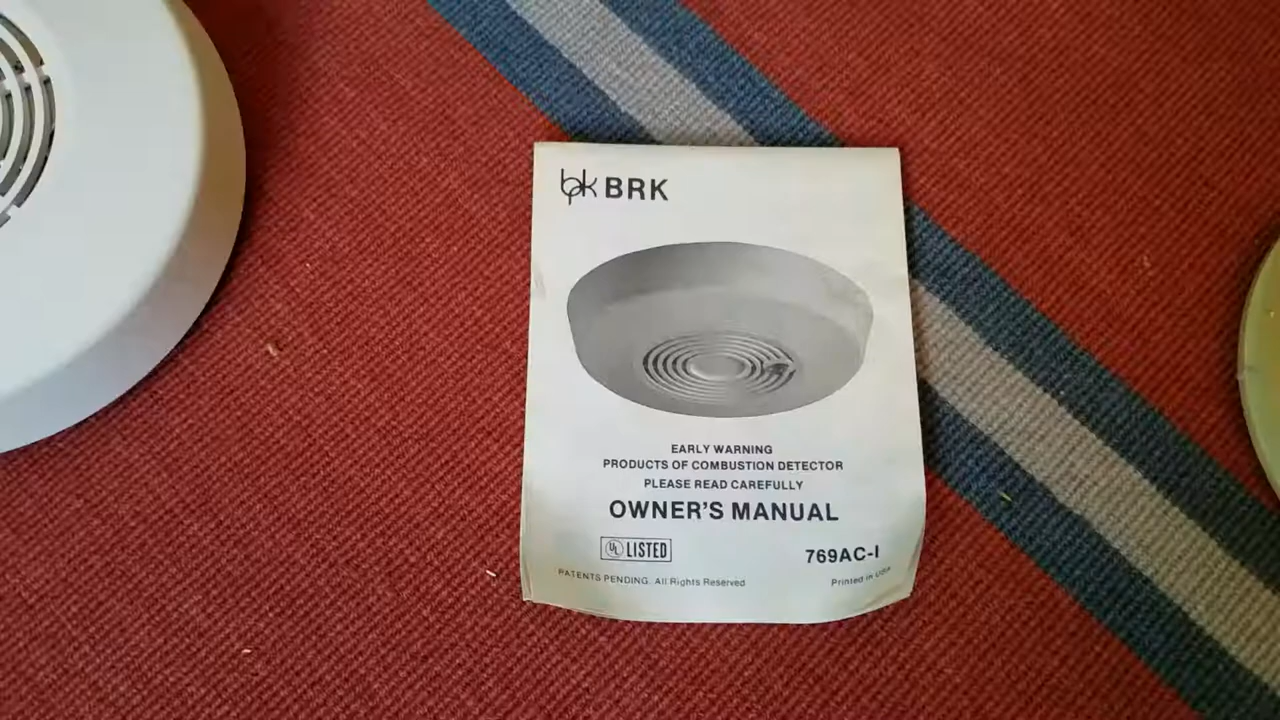 brk BRK
EARLY WARNING
PRODUCTS OF COMBUSTION DETECTOR
PLEASE READ CAREFULLY
OWNER'S MANUAL
UL LISTED
769AC-I
PATENTS PENDING. All Rights Reserved
Printed in USA